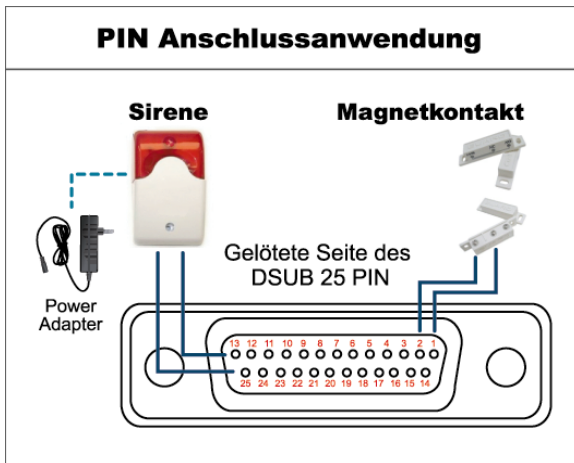 PIN Anschlussanwendung
Sirene
Magnetkontakt
Gelötete Seite des
DSUB 25 PIN
Power
Adapter
13 12 11 10 9 8 7 6 5 4 3 2 1
25 24 23 22 21 20 19 18 17 16 15 14